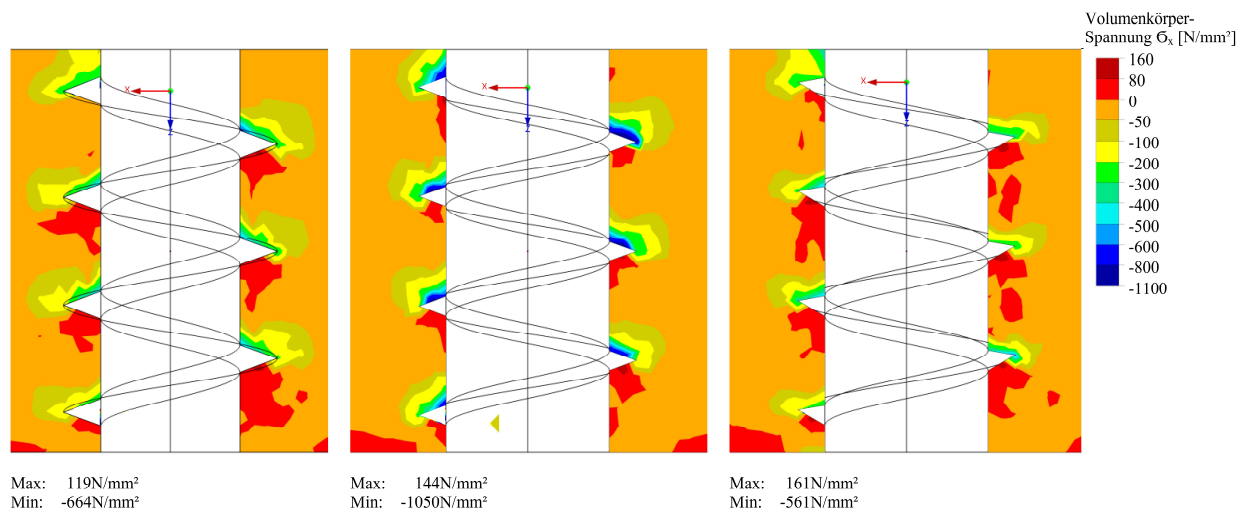 Volumenkörper-
Spannung Ϭₓ [N/mm²]
160
80
0
-50
-100
-200
-300
-400
-500
-600
-800
-1100
X
Z
X
Z
X
Z
Max: 119N/mm²
Min: -664N/mm²
Max: 144N/mm²
Min: -1050N/mm²
Max: 161N/mm²
Min: -561N/mm²